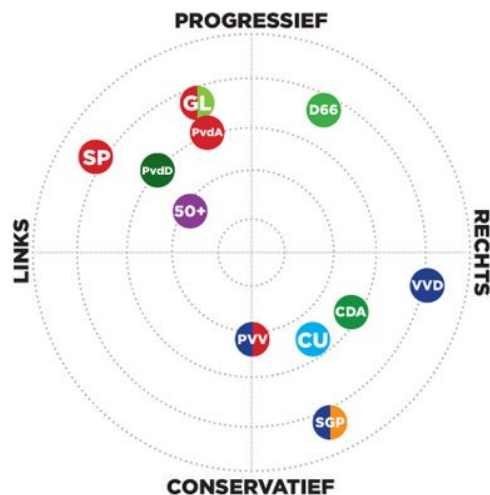 PROGRESSIEF
GL
D66
PvdA
SP
PvdD
50+
LINKS
RECHTS
VVD
CDA
PVV
CU
SGP
CONSERVATIEF